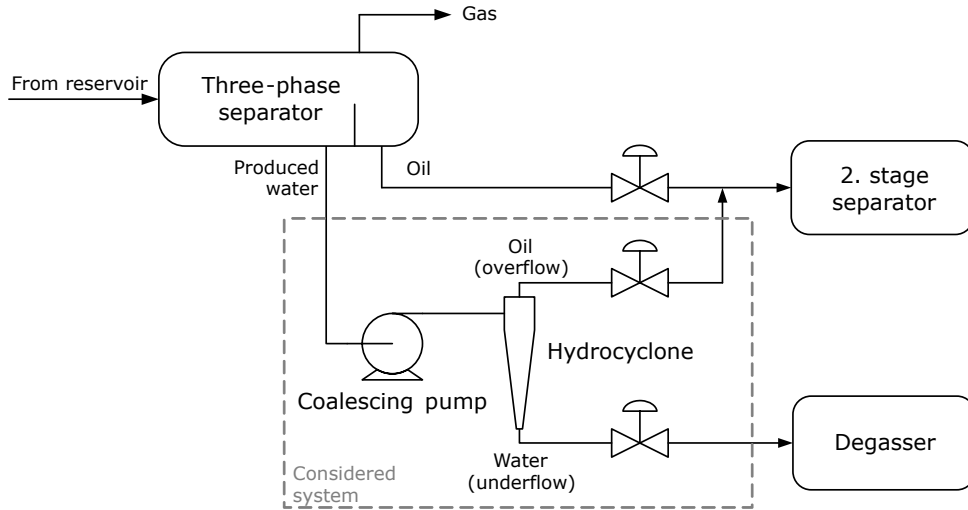 Gas
From reservoir
Three-phase
separator
Produced
water
Oil
2. stage
separator
Oil
(overflow)
Hydrocyclone
Coalescing pump
Water
(underflow)
Degasser
Considered
system